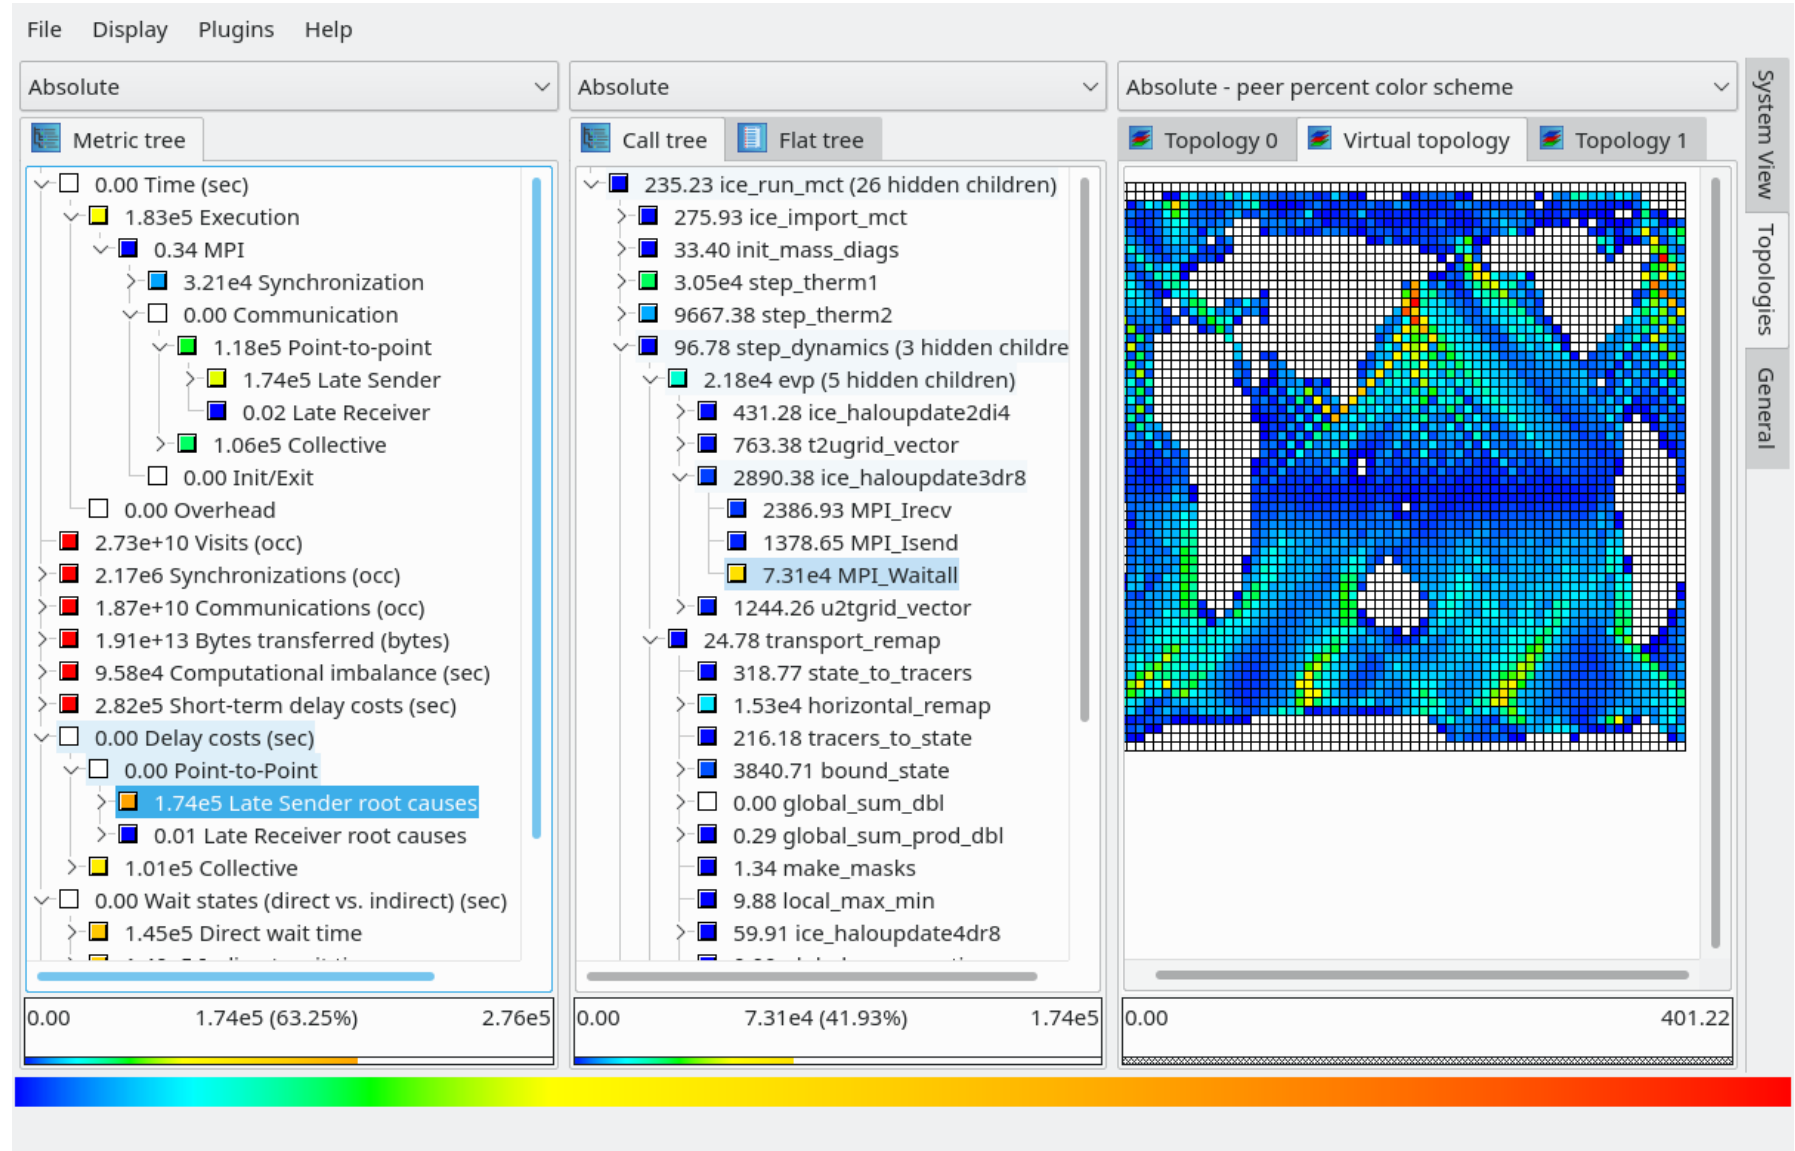 File Display Plugins Help
Absolute
Absolute
Absolute - peer percent color scheme
Metric tree
Call tree
Flat tree
Topology 0
Virtual topology
Topology 1
0.00 Time (sec)
1.83e5 Execution
0.34 MPI
3.21e4 Synchronization
0.00 Communication
1.18e5 Point-to-point
1.74e5 Late Sender
0.02 Late Receiver
1.06e5 Collective
0.00 Init/Exit
0.00 Overhead
2.73e+10 Visits (occ)
2.17e6 Synchronizations (occ)
1.87e+10 Communications (occ)
1.91e+13 Bytes transferred (bytes)
9.58e4 Computational imbalance (sec)
2.82e5 Short-term delay costs (sec)
0.00 Delay costs (sec)
0.00 Point-to-Point
1.74e5 Late Sender root causes
0.01 Late Receiver root causes
1.01e5 Collective
0.00 Wait states (direct vs. indirect) (sec)
1.45e5 Direct wait time
0.00 1.74e5 (63.25%) 2.76e5
235.23 ice_run_mct (26 hidden children)
275.93 ice_import_mct
33.40 init_mass_diags
3.05e4 step_therm1
9667.38 step_therm2
96.78 step_dynamics (3 hidden childre
2.18e4 evp (5 hidden children)
431.28 ice_haloupdate2di4
763.38 t2ugrid_vector
2890.38 ice_haloupdate3dr8
2386.93 MPI_Irecv
1378.65 MPI_Isend
7.31e4 MPI_Waitall
1244.26 u2tgrid_vector
24.78 transport_remap
318.77 state_to_tracers
1.53e4 horizontal_remap
216.18 tracers_to_state
3840.71 bound_state
0.00 global_sum_dbl
0.29 global_sum_prod_dbl
1.34 make_masks
9.88 local_max_min
59.91 ice_haloupdate4dr8
0.00 7.31e4 (41.93%) 1.74e5
0.00 401.22
System View
Topologies
General